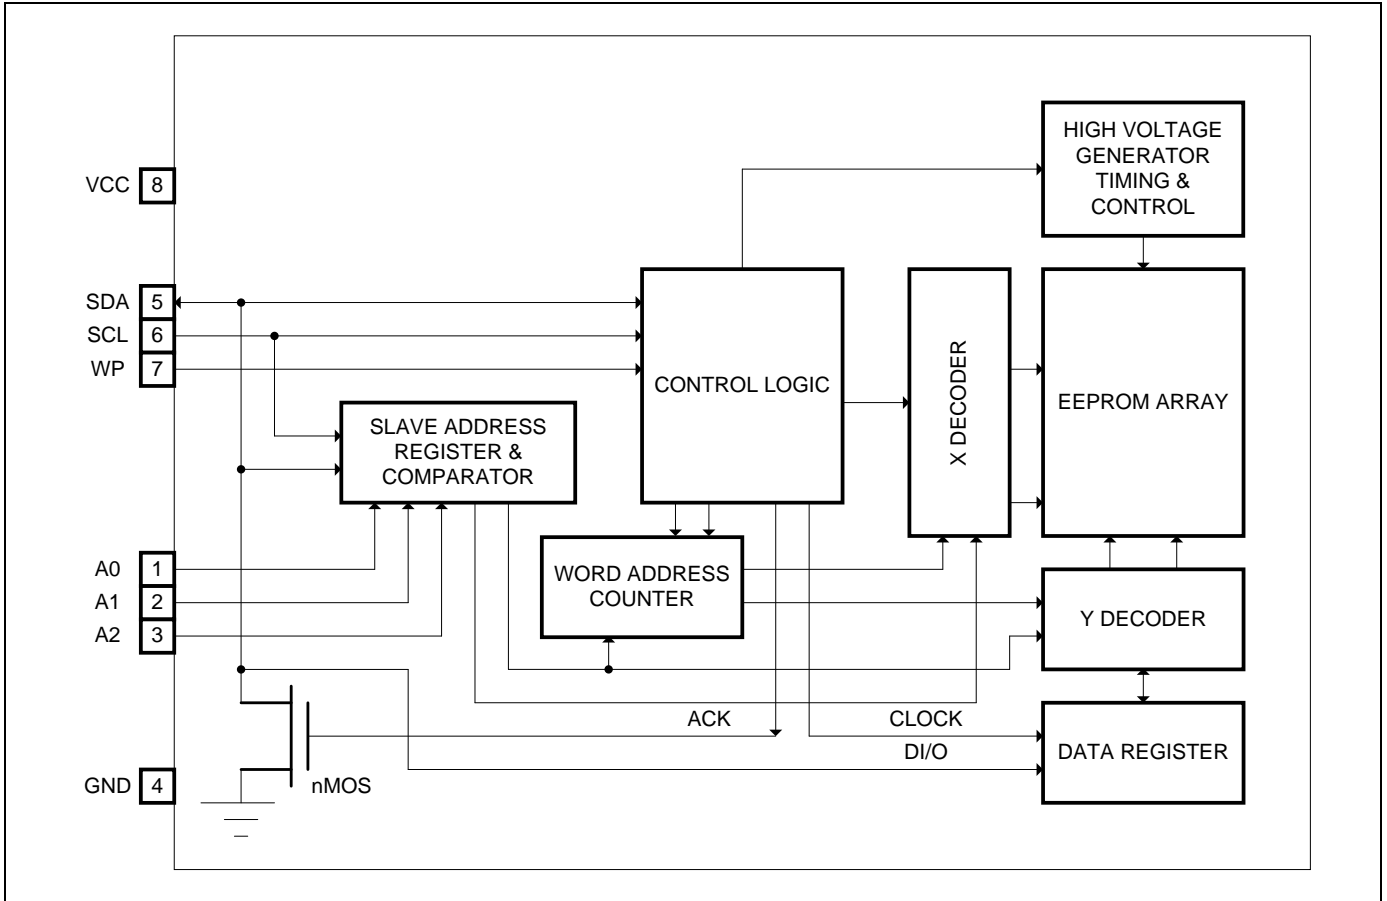 HIGH VOLTAGE
GENERATOR
TIMING &
CONTROL
VCC 8
SDA 5
SCL 6
WP 7
CONTROL LOGIC
X DECODER
EEPROM ARRAY
SLAVE ADDRESS
REGISTER &
COMPARATOR
A0 1
A1 2
A2 3
WORD ADDRESS
COUNTER
Y DECODER
ACK
CLOCK
DI/O
DATA REGISTER
GND 4
nMOS